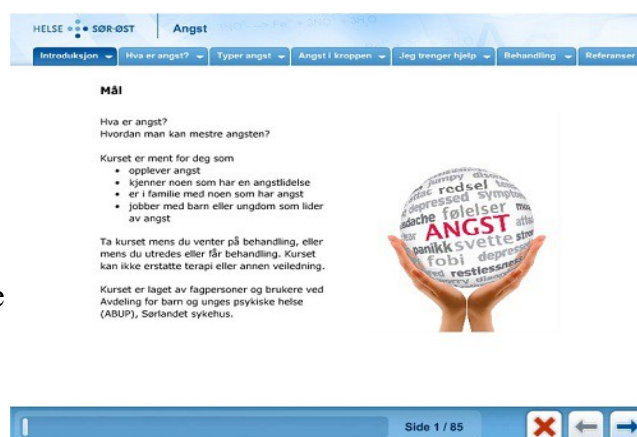 HELSE SØR-ØST
Angst
Introduksjon
Hva er angst?
Typer angst
Angst i kroppen
Jeg trenger hjelp
Behandling
Referanser
Mål
Hva er angst?
Hvordan man kan mestre angsten?
Kurset er ment for deg som
• opplever angst
• kjenner noen som har en angstlidelse
• er i familie med noen som har angst
• jobber med barn eller ungdom som lider
av angst
Ta kurset mens du venter på behandling, eller
mens du utredes eller får behandling. Kurset
kan ikke erstatte terapi eller annen veiledning.
Kurset er laget av fagpersoner og brukere ved
Avdeling for barn og unges psykiske helse
(ABUP), Sørlandet sykehus.
e
jumpy
redsel
depressed
følelser
ANGST
panikk svette
fobi
restlessness
Side 1 / 85